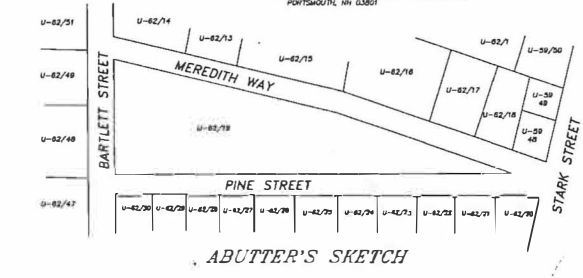 PORTSMOUTH, NH 03801
U-62/51
U-62/14
U-62/13
U-62/15
U-62/16
U-62/1
U-59/50
U-62/49
BARTLETT STREET
MEREDITH WAY
U-62/17
U-62/18
U-59
49
U-59
48
STARK STREET
U-62/48
U-62/19
PINE STREET
U-62/47
U-62/30
U-62/29
U-62/28
U-62/27
U-62/26
U-62/25
U-62/24
U-62/23
U-62/22
U-62/21
U-62/20
ABUTTER'S SKETCH